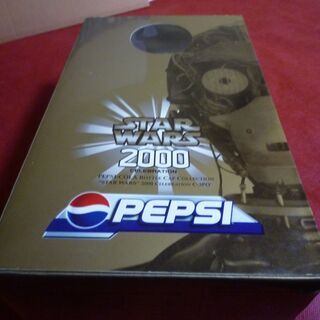 STAR
WARS
2000
CELEBRATION
PEPSI-COLA BOTTLE CAP COLLECTION
"STAR WARS" 2000 CELEBRATION C-3PO
PEPSI